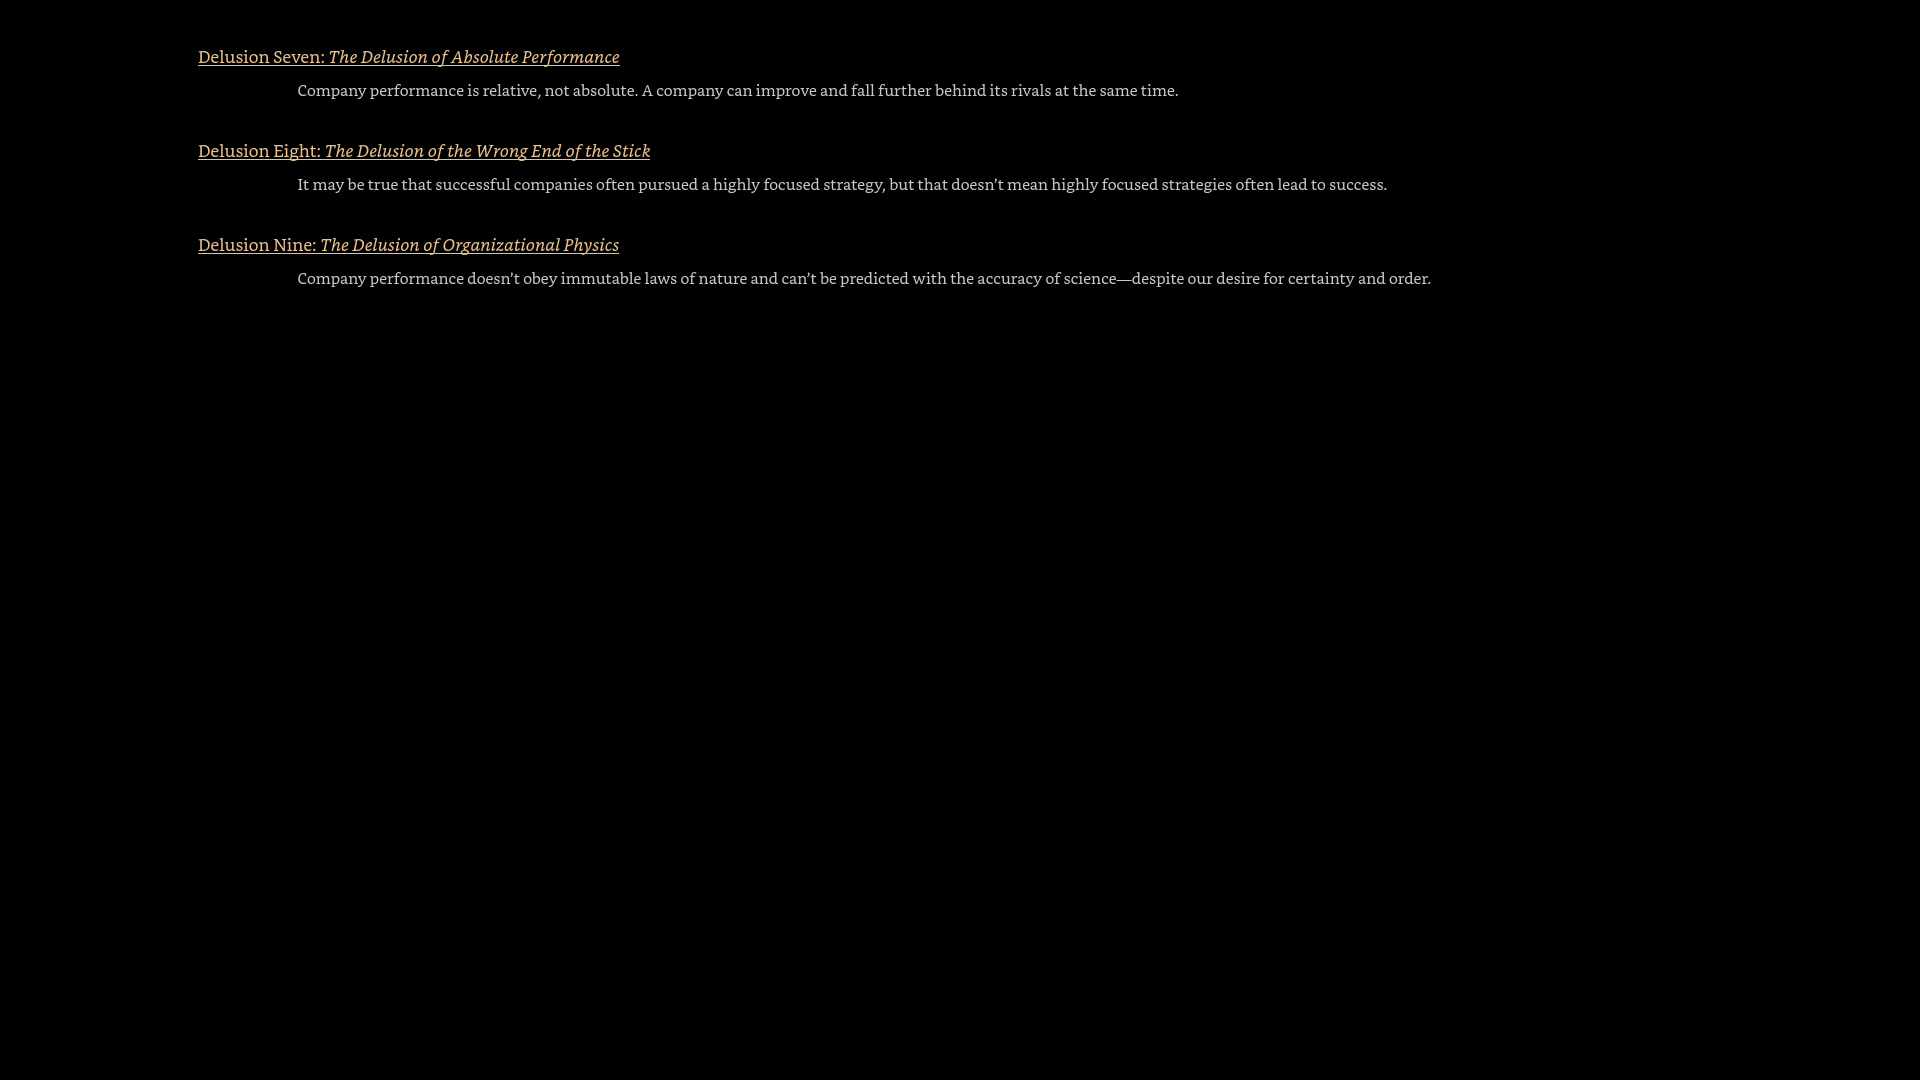 Delusion Seven: The Delusion of Absolute Performance
Company performance is relative, not absolute. A company can improve and fall further behind its rivals at the same time.
Delusion Eight: The Delusion of the Wrong End of the Stick
It may be true that successful companies often pursued a highly focused strategy, but that doesn’t mean highly focused strategies often lead to success.
Delusion Nine: The Delusion of Organizational Physics
Company performance doesn’t obey immutable laws of nature and can’t be predicted with the accuracy of science—despite our desire for certainty and order.